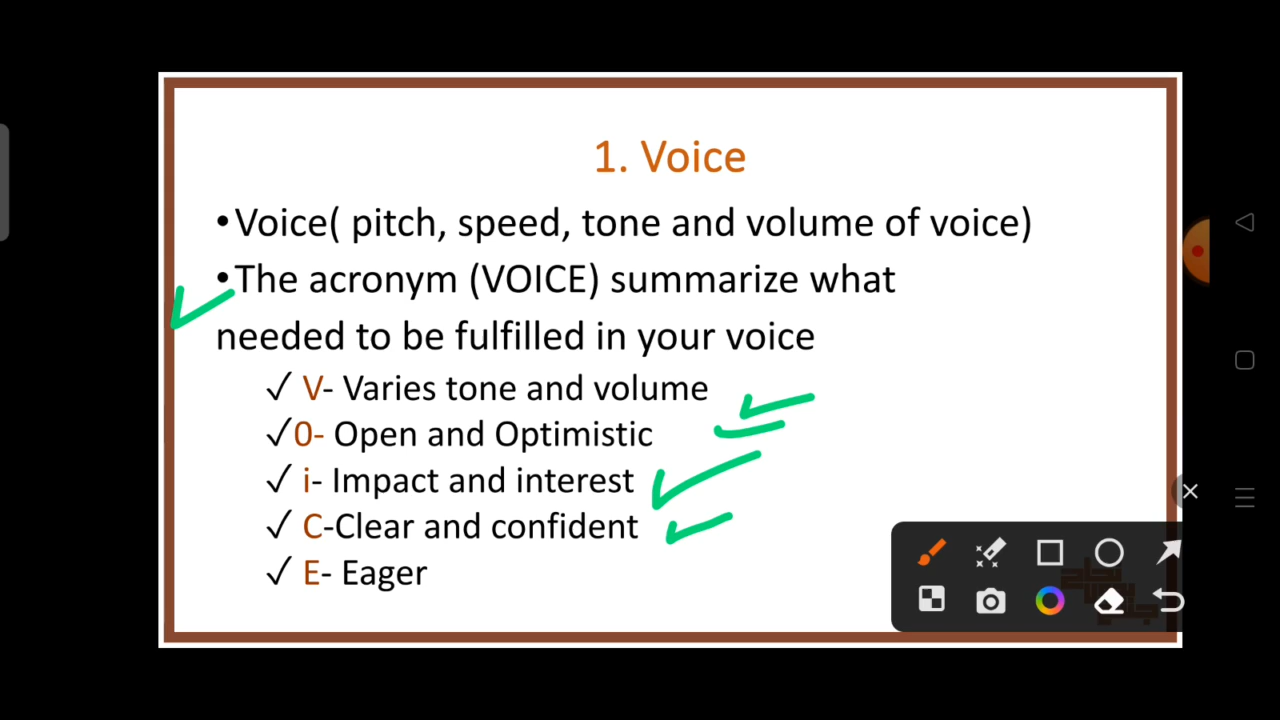 1. Voice
•Voice( pitch, speed, tone and volume of voice)
•The acronym (VOICE) summarize what
needed to be fulfilled in your voice
✓ V- Varies tone and volume
✓0- Open and Optimistic
✓ i- Impact and interest
✓ C-Clear and confident
✓ E- Eager